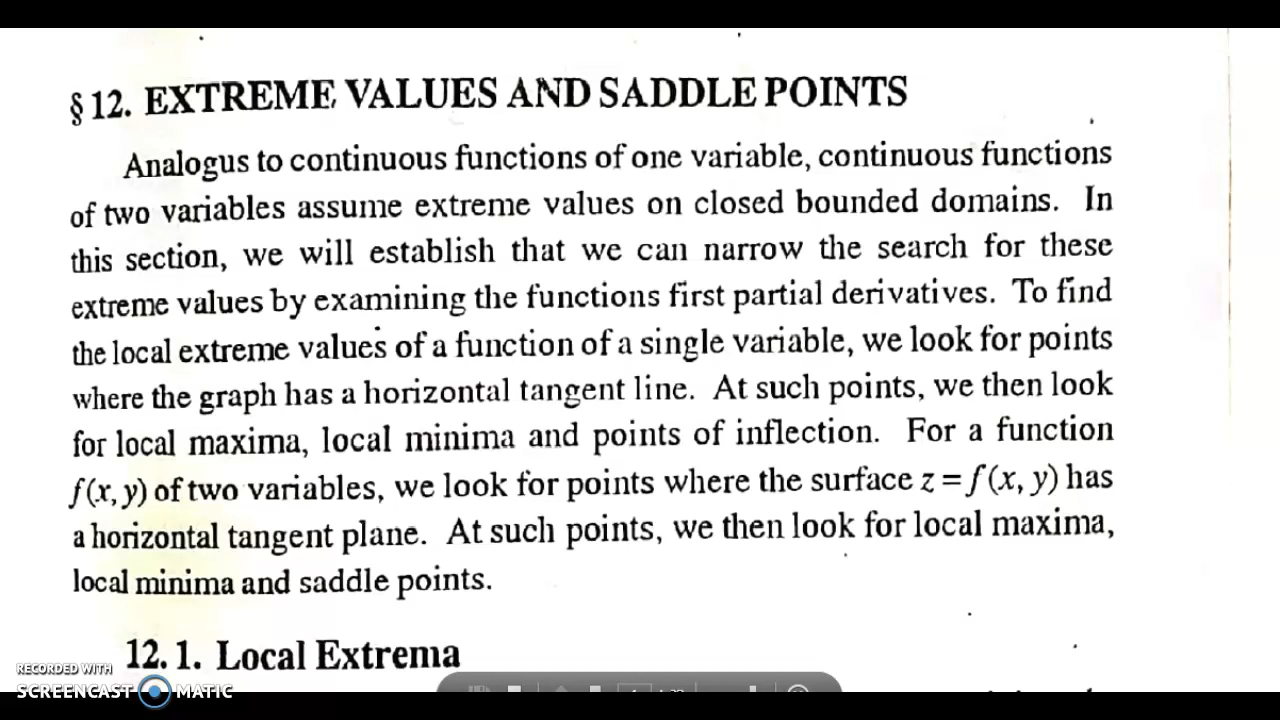 § 12. EXTREME VALUES AND SADDLE POINTS
Analogus to continuous functions of one variable, continuous functions
of two variables assume extreme values on closed bounded domains. In
this section, we will establish that we can narrow the search for these
extreme values by examining the functions first partial derivatives. To find
the local extreme values of a function of a single variable, we look for points
where the graph has a horizontal tangent line. At such points, we then look
for local maxima, local minima and points of inflection. For a function
f(x, y) of two variables, we look for points where the surface z = f(x, y) has
a horizontal tangent plane. At such points, we then look for local maxima,
local minima and saddle points.
12. 1. Local Extrema
RECORDED WITH
SCREENCAST MATIC